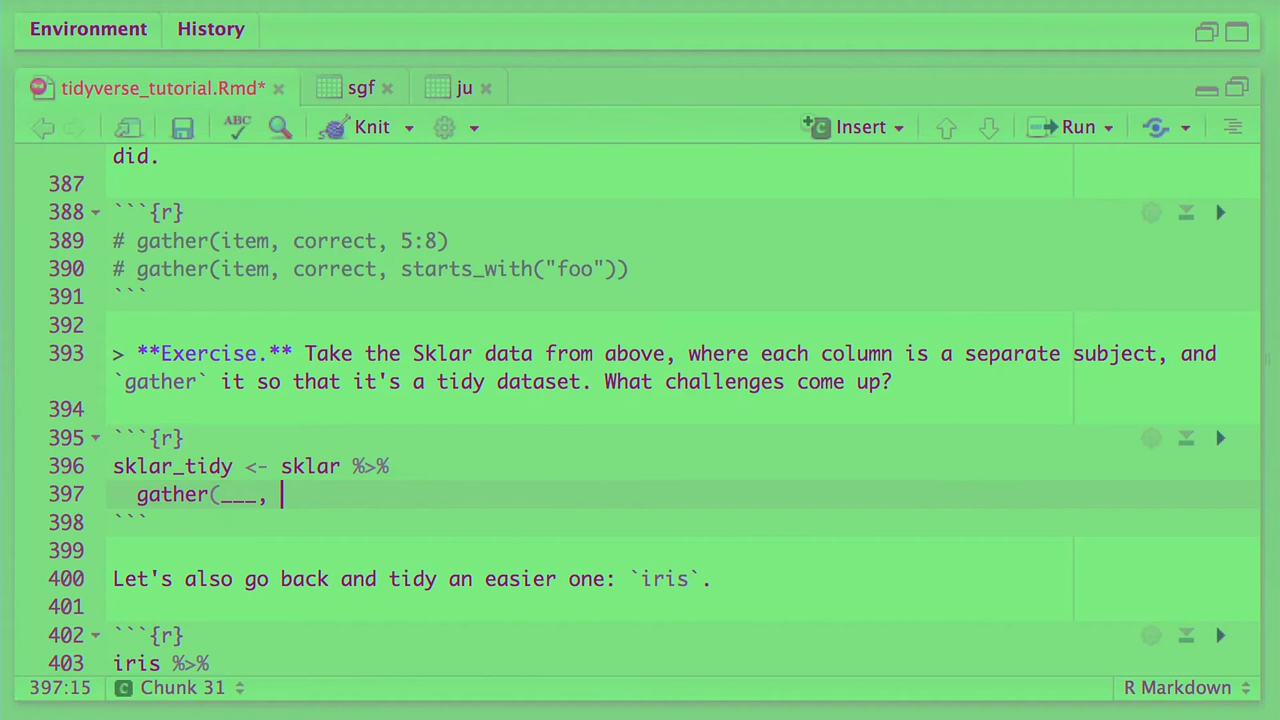 Environment History
tidyverse_tutorial.Rmd* sgf ju
ABC Knit Insert Run
did.
387
388 ```{r}
389 # gather(item, correct, 5:8)
390 # gather(item, correct, starts_with("foo"))
391 ```
392
393 > **Exercise.** Take the Sklar data from above, where each column is a separate subject, and
`gather` it so that it's a tidy dataset. What challenges come up?
394
395 ```{r}
396 sklar_tidy <- sklar %>%
397 gather(___,
398 ```
399
400 Let's also go back and tidy an easier one: `iris`.
401
402 ```{r}
403 iris %>%
397:15 C Chunk 31 R Markdown